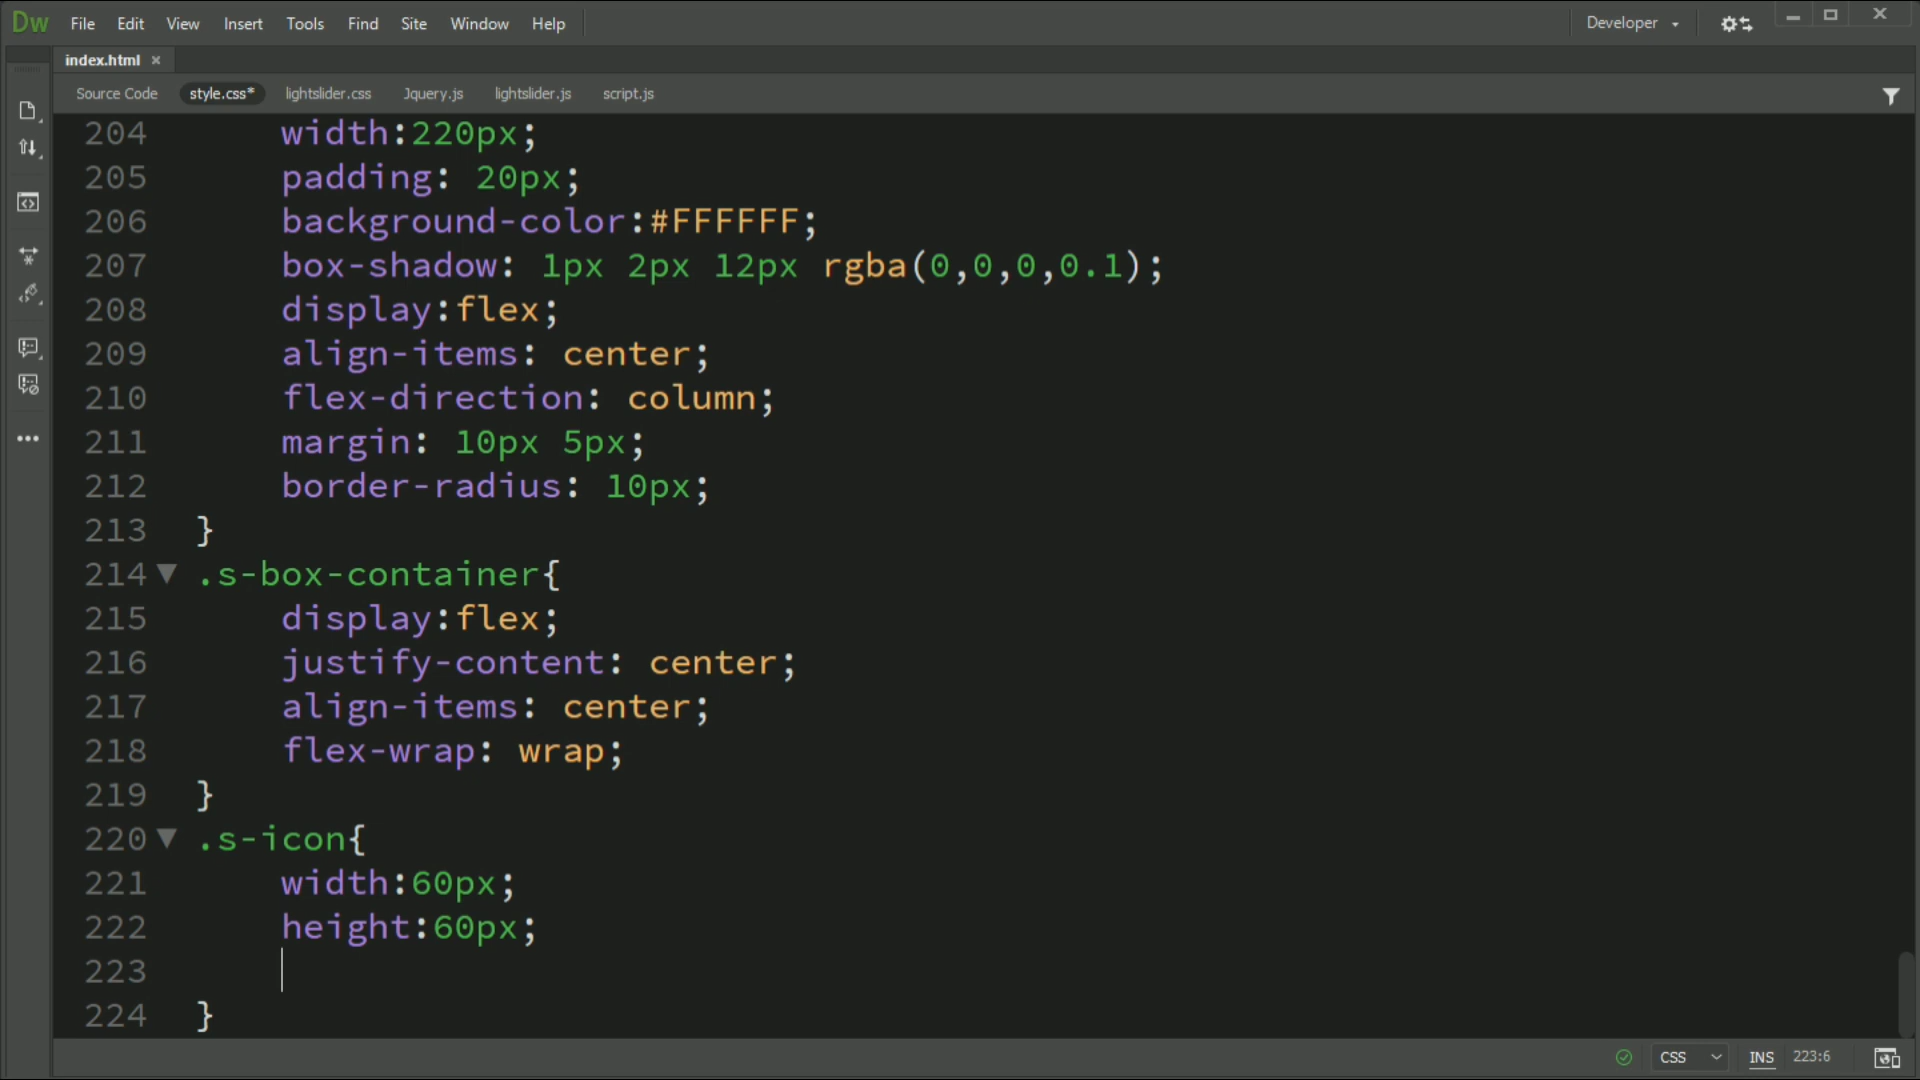 Dw File Edit View Insert Tools Find Site Window Help Developer
index.html ×
Source Code style.css* lightslider.css Jquery.js lightslider.js script.js
204 width:220px;
205 padding: 20px;
206 background-color:#FFFFFF;
207 box-shadow: 1px 2px 12px rgba(0,0,0,0.1);
208 display:flex;
209 align-items: center;
210 flex-direction: column;
211 margin: 10px 5px;
212 border-radius: 10px;
213 }
214 .s-box-container{
215 display:flex;
216 justify-content: center;
217 align-items: center;
218 flex-wrap: wrap;
219 }
220 .s-icon{
221 width:60px;
222 height:60px;
223
224 }
CSS INS 223:6